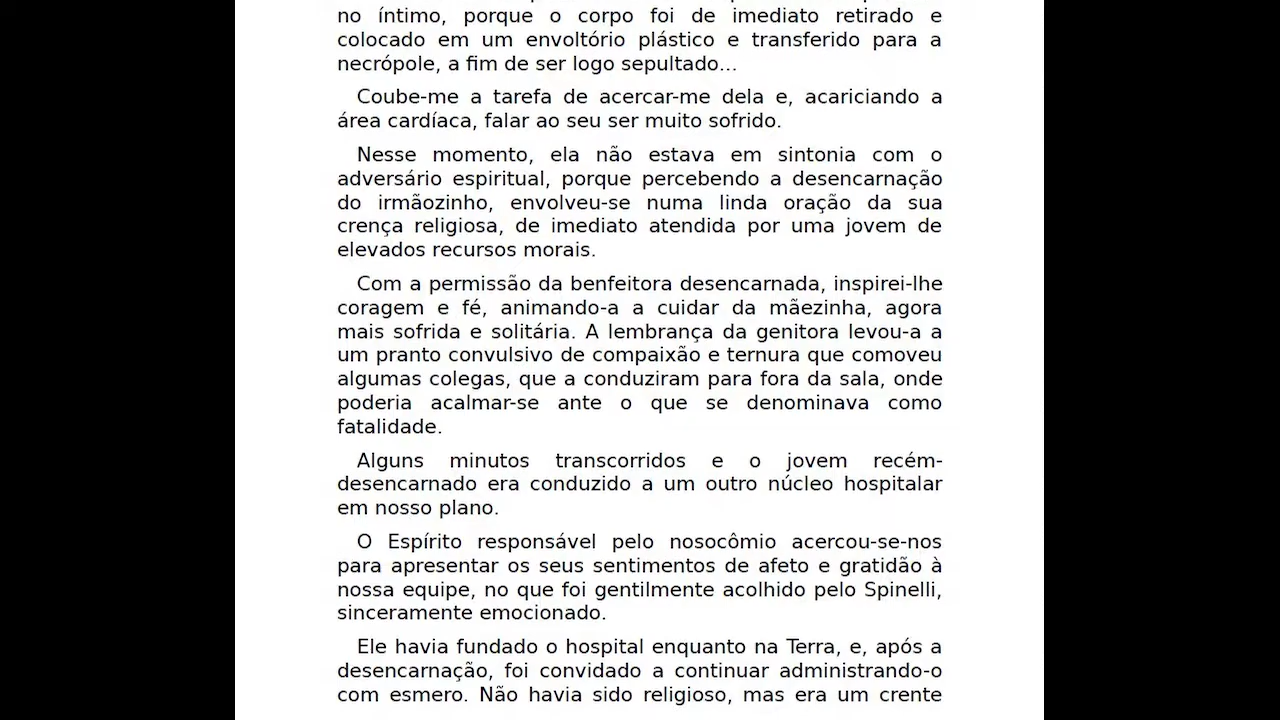 no íntimo, porque o corpo foi de imediato retirado e
colocado em um envoltório plástico e transferido para a
necrópole, a fim de ser logo sepultado...
Coube-me a tarefa de acercar-me dela e, acariciando a
área cardíaca, falar ao seu ser muito sofrido.
Nesse momento, ela não estava em sintonia com o
adversário espiritual, porque percebendo a desencarnação
do irmãozinho, envolveu-se numa linda oração da sua
crença religiosa, de imediato atendida por uma jovem de
elevados recursos morais.
Com a permissão da benfeitora desencarnada, inspirei-lhe
coragem e fé, animando-a a cuidar da mãezinha, agora
mais sofrida e solitária. A lembrança da genitora levou-a a
um pranto convulsivo de compaixão e ternura que comoveu
algumas colegas, que a conduziram para fora da sala, onde
poderia acalmar-se ante o que se denominava como
fatalidade.
Alguns minutos transcorridos e o jovem recém-
desencarnado era conduzido a um outro núcleo hospitalar
em nosso plano.
O Espírito responsável pelo nosocômio acercou-se-nos
para apresentar os seus sentimentos de afeto e gratidão à
nossa equipe, no que foi gentilmente acolhido pelo Spinelli,
sinceramente emocionado.
Ele havia fundado o hospital enquanto na Terra, e, após a
desencarnação, foi convidado a continuar administrando-o
com esmero. Não havia sido religioso, mas era um crente